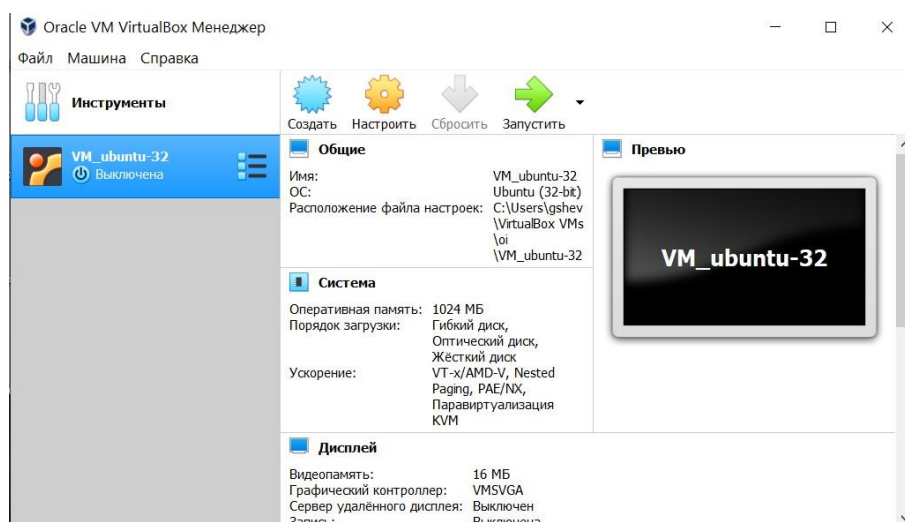 Oracle VM VirtualBox Менеджер
Файл Машина Справка
Инструменты
Создать Настроить Сбросить Запустить
VM_ubuntu-32
Выключена
Общие
Имя: VM_ubuntu-32
ОС: Ubuntu (32-bit)
Расположение файла настроек: C:\Users\gshev
\VirtualBox VMs
\oi
\VM_ubuntu-32
Система
Оперативная память: 1024 МБ
Порядок загрузки: Гибкий диск,
Оптический диск,
Жёсткий диск
Ускорение: VT-x/AMD-V, Nested
Paging, PAE/NX,
Паравиртуализация
KVM
Дисплей
Видеопамять: 16 МБ
Графический контроллер: VMSVGA
Сервер удалённого дисплея: Выключен
Запись: Выключена
Превью
VM_ubuntu-32